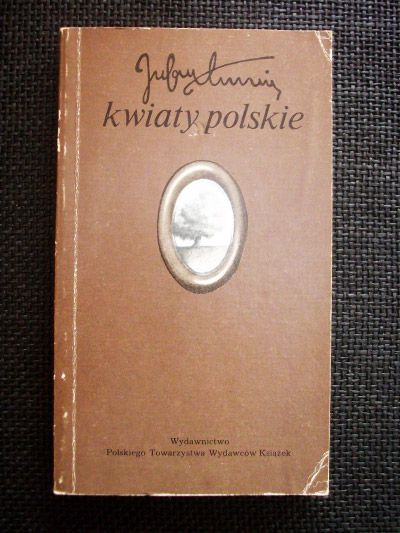 Julian Tuwim
kwiaty polskie
Wydawnictwo
Polskiego Towarzystwa Wydawców Książek